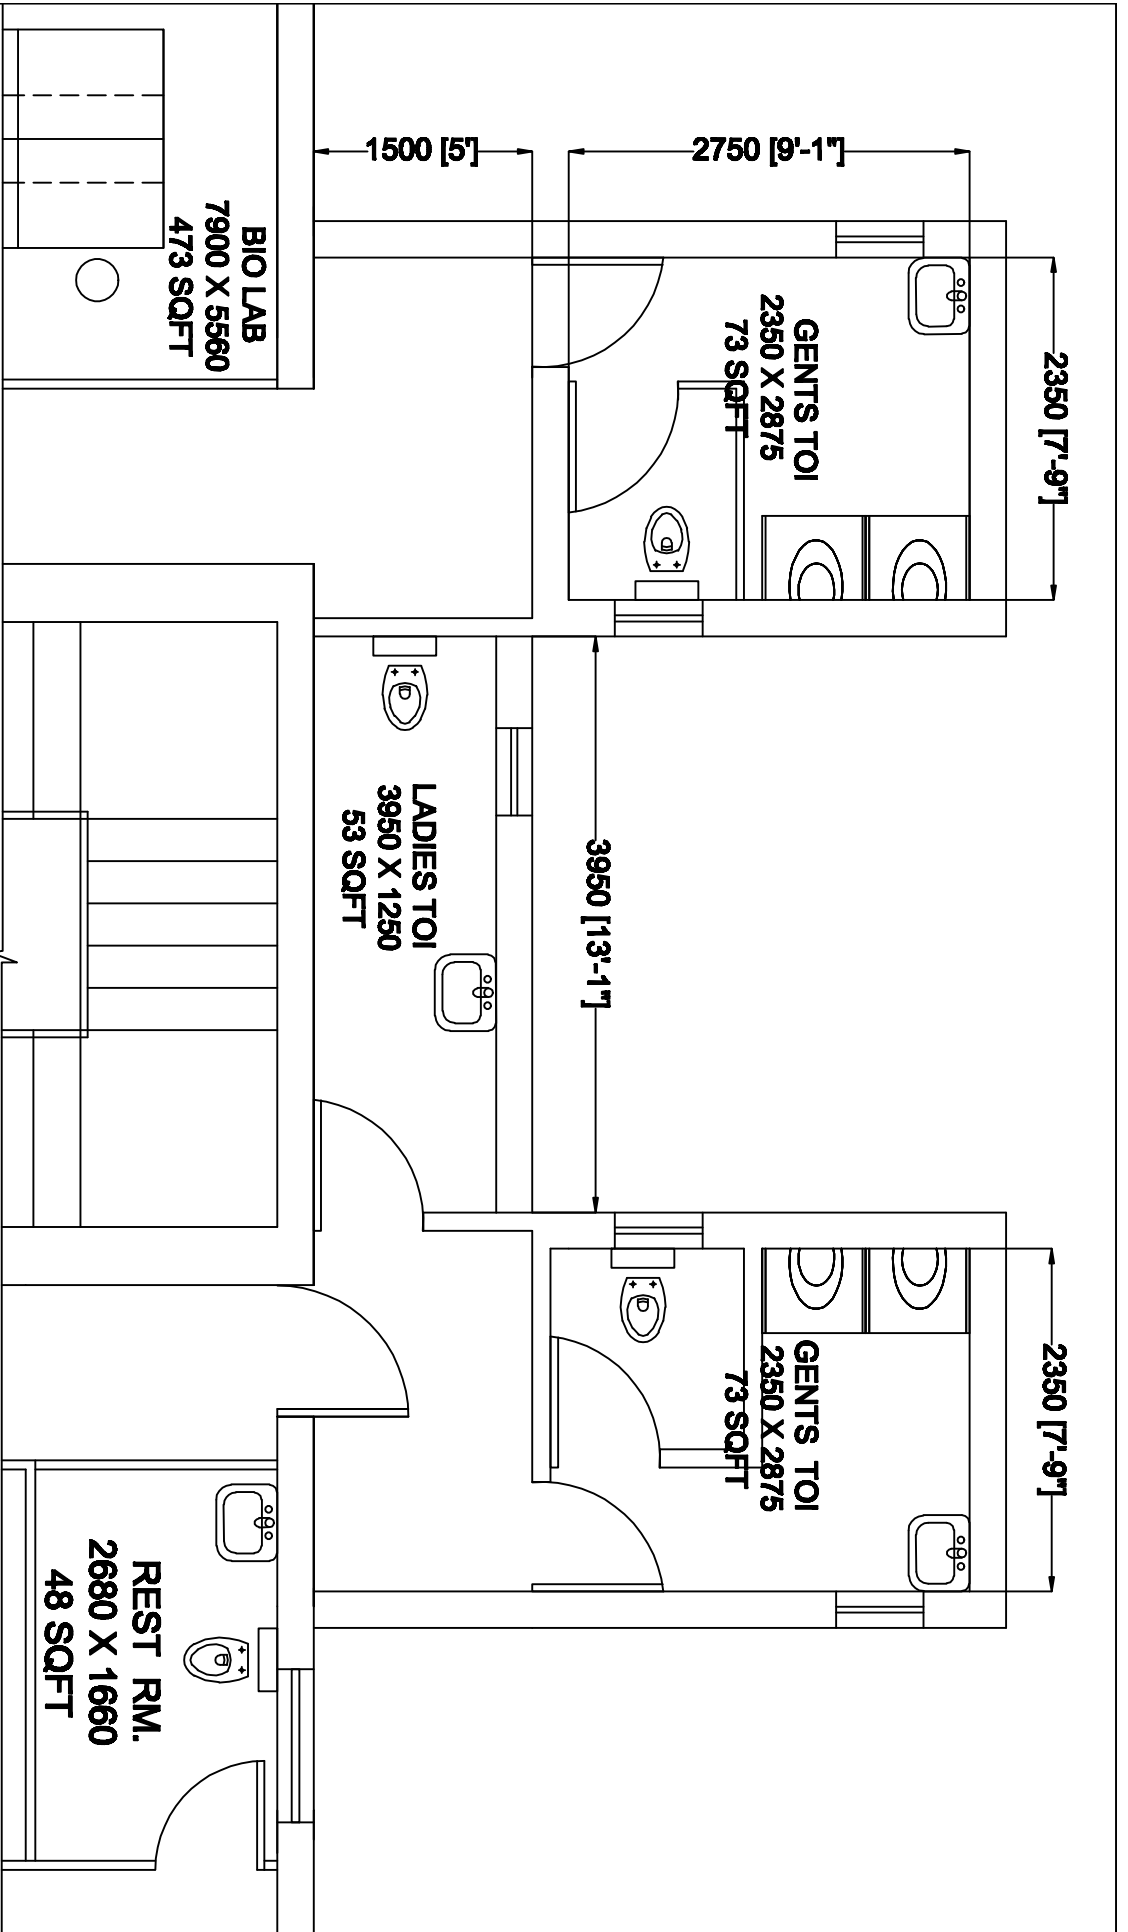 1500 [5']
2750 [9'-1"]
BIO LAB
7900 X 5560
473 SQFT
GENTS TOI
2350 X 2875
73 SQFT
2350 [7'-9"]
LADIES TOI
3950 X 1250
53 SQFT
3950 [13'-1"]
GENTS  TOI
2350 X 2875
73 SQFT
2350 [7'-9"]
REST  RM.
2680 X 1660
48 SQFT